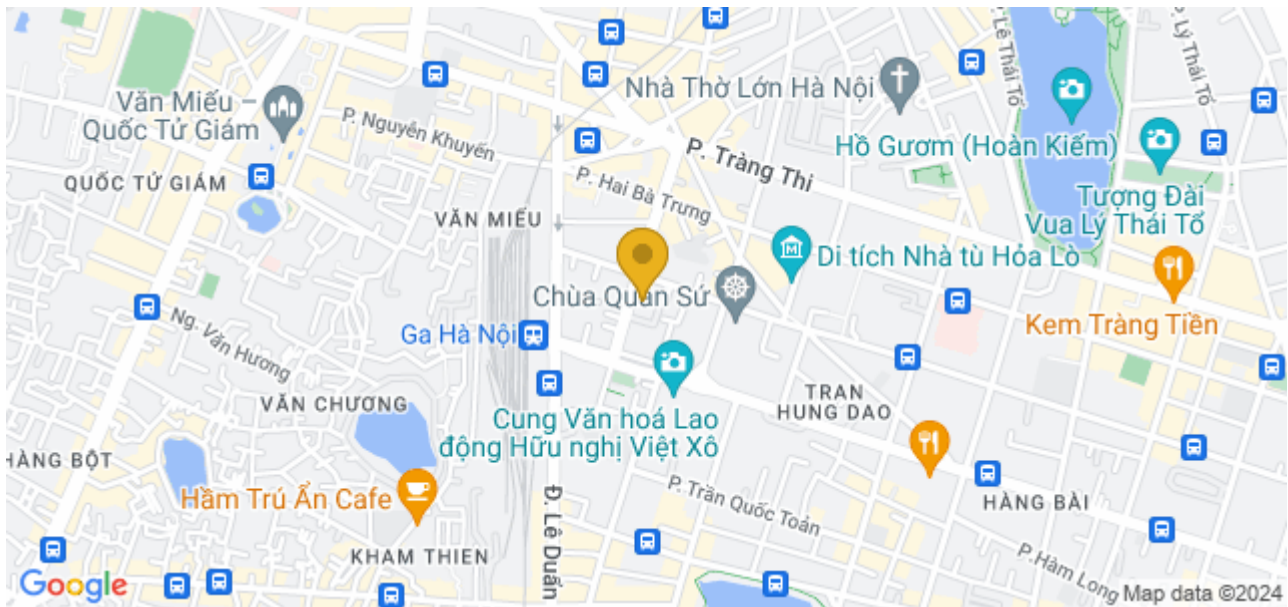 P. Lê Thái Tổ
P. Lý Thái Tổ
Nhà Thờ Lớn Hà Nội
Văn Miếu –
Quốc Tử Giám
P. Nguyễn Khuyến
P. Tràng Thi
Hồ Gươm (Hoàn Kiếm)
QUỐC TỬ GIÁM
P. Hai Bà Trưng
Tượng Đài
Vua Lý Thái Tổ
VĂN MIẾU
Di tích Nhà tù Hỏa Lò
Chùa Quán Sứ
Ng. Văn Hương
Ga Hà Nội
Kem Tràng Tiền
VĂN CHƯƠNG
TRAN
HUNG DAO
Cung Văn hoá Lao
động Hữu nghị Việt Xô
HÀNG BỘT
Hầm Trú Ẩn Cafe
P. Trần Quốc Toản
HÀNG BÀI
Đ. Lê Duẩn
KHAM THIEN
P. Hàm Long
Google
Map data ©2024